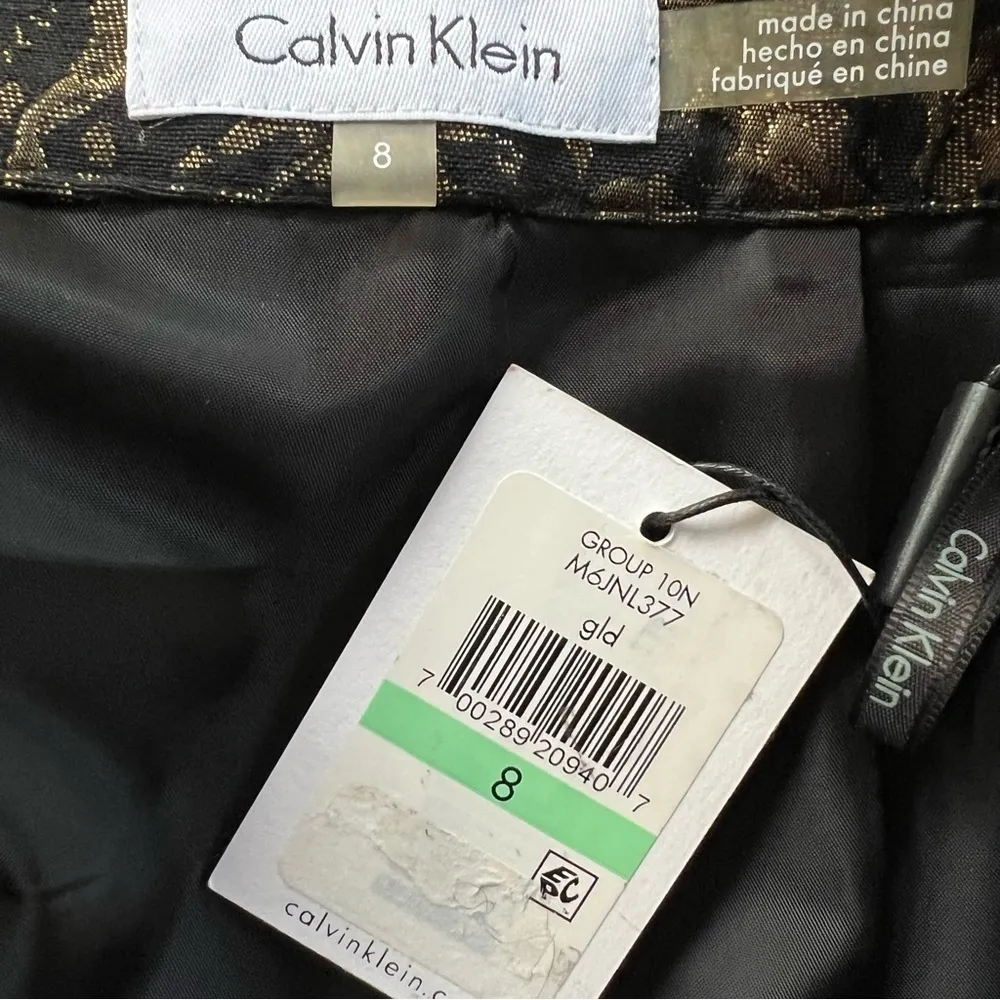 Calvin Klein
made in china
hecho en china
fabriqué en chine
8
GROUP 10N
M6JNL377
gld
7 00289 20940 7
8
EPC
calvinklein.c
Calvin Klein